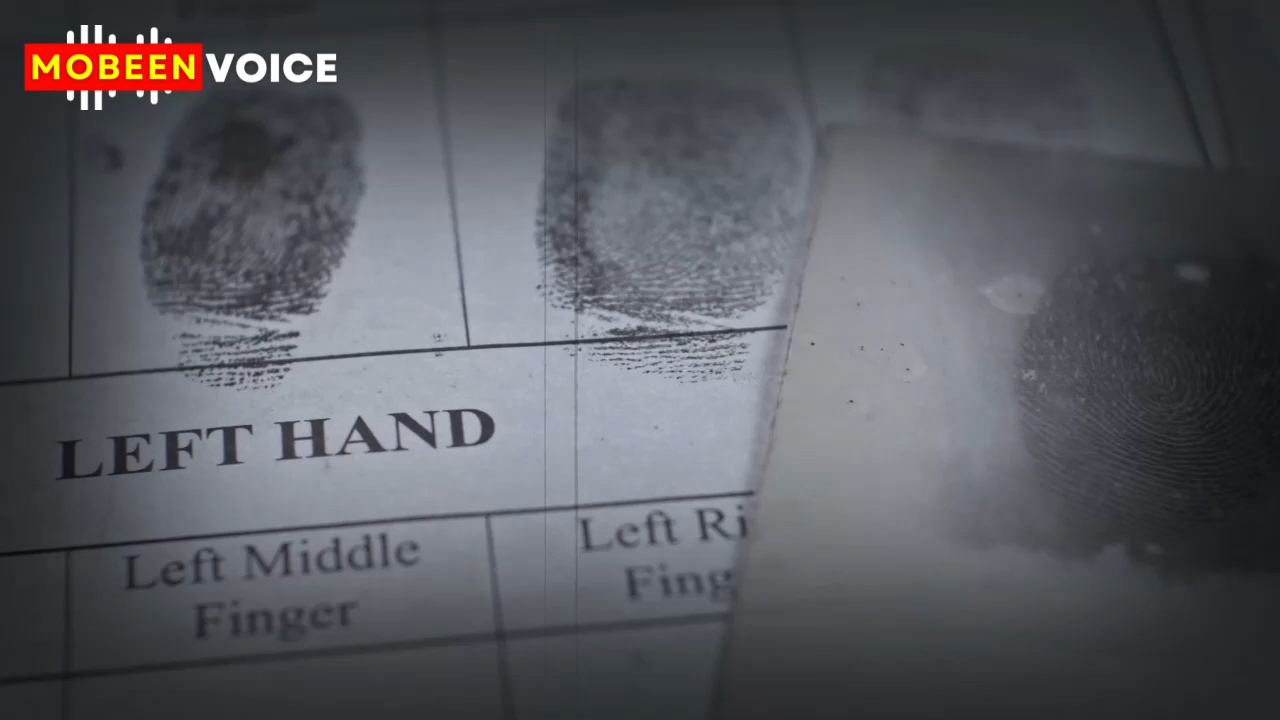 MOBEEN VOICE
LEFT HAND
Left Middle
Finger
Left Ri
Fing